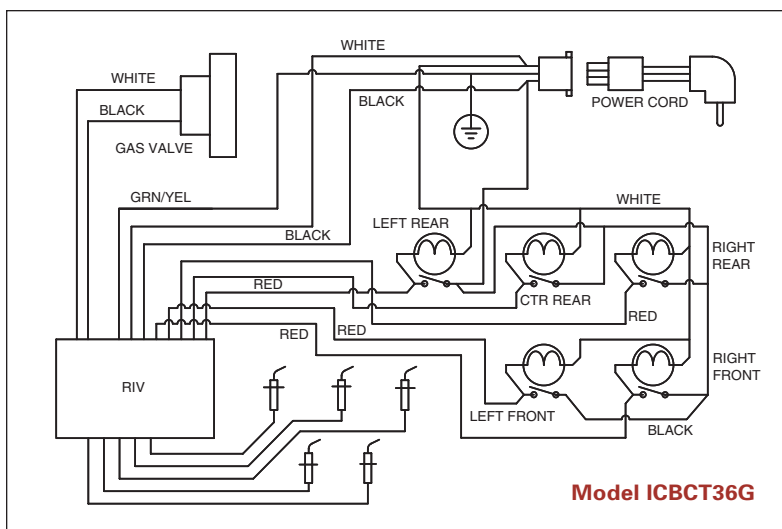 WHITE
WHITE
BLACK
BLACK
POWER CORD
GAS VALVE
GRN/YEL
WHITE
LEFT REAR
BLACK
RIGHT
REAR
RED
CTR REAR
RED
RED
RED
RIGHT
FRONT
RIV
LEFT FRONT
BLACK
Model ICBCT36G